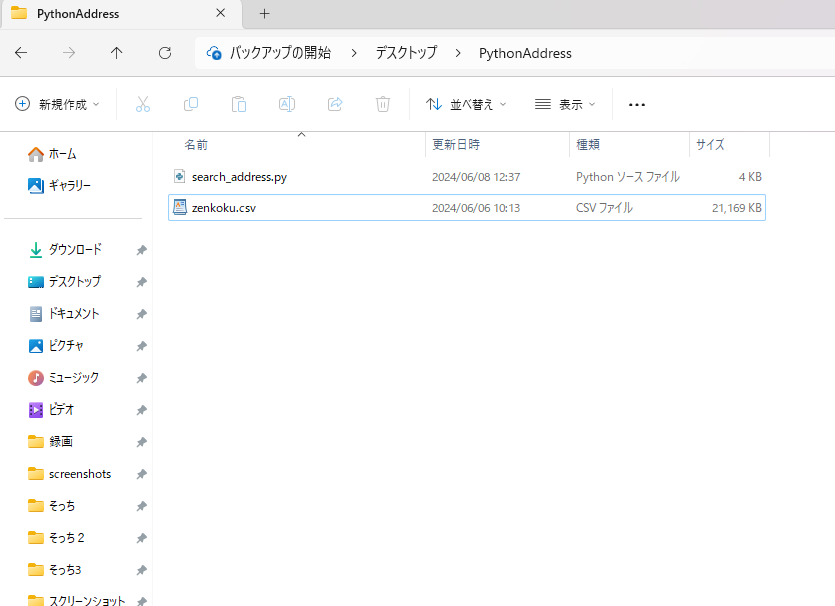 PythonAddress
バックアップの開始 > デスクトップ > PythonAddress
新規作成 並べ替え 表示
名前 更新日時 種類 サイズ
search_address.py 2024/06/08 12:37 Python ソース ファイル 4 KB
zenkoku.csv 2024/06/06 10:13 CSV ファイル 21,169 KB
ホーム
ギャラリー
ダウンロード
デスクトップ
ドキュメント
ピクチャ
ミュージック
ビデオ
録画
screenshots
そっち
そっち 2
そっち3
スクリーンショット